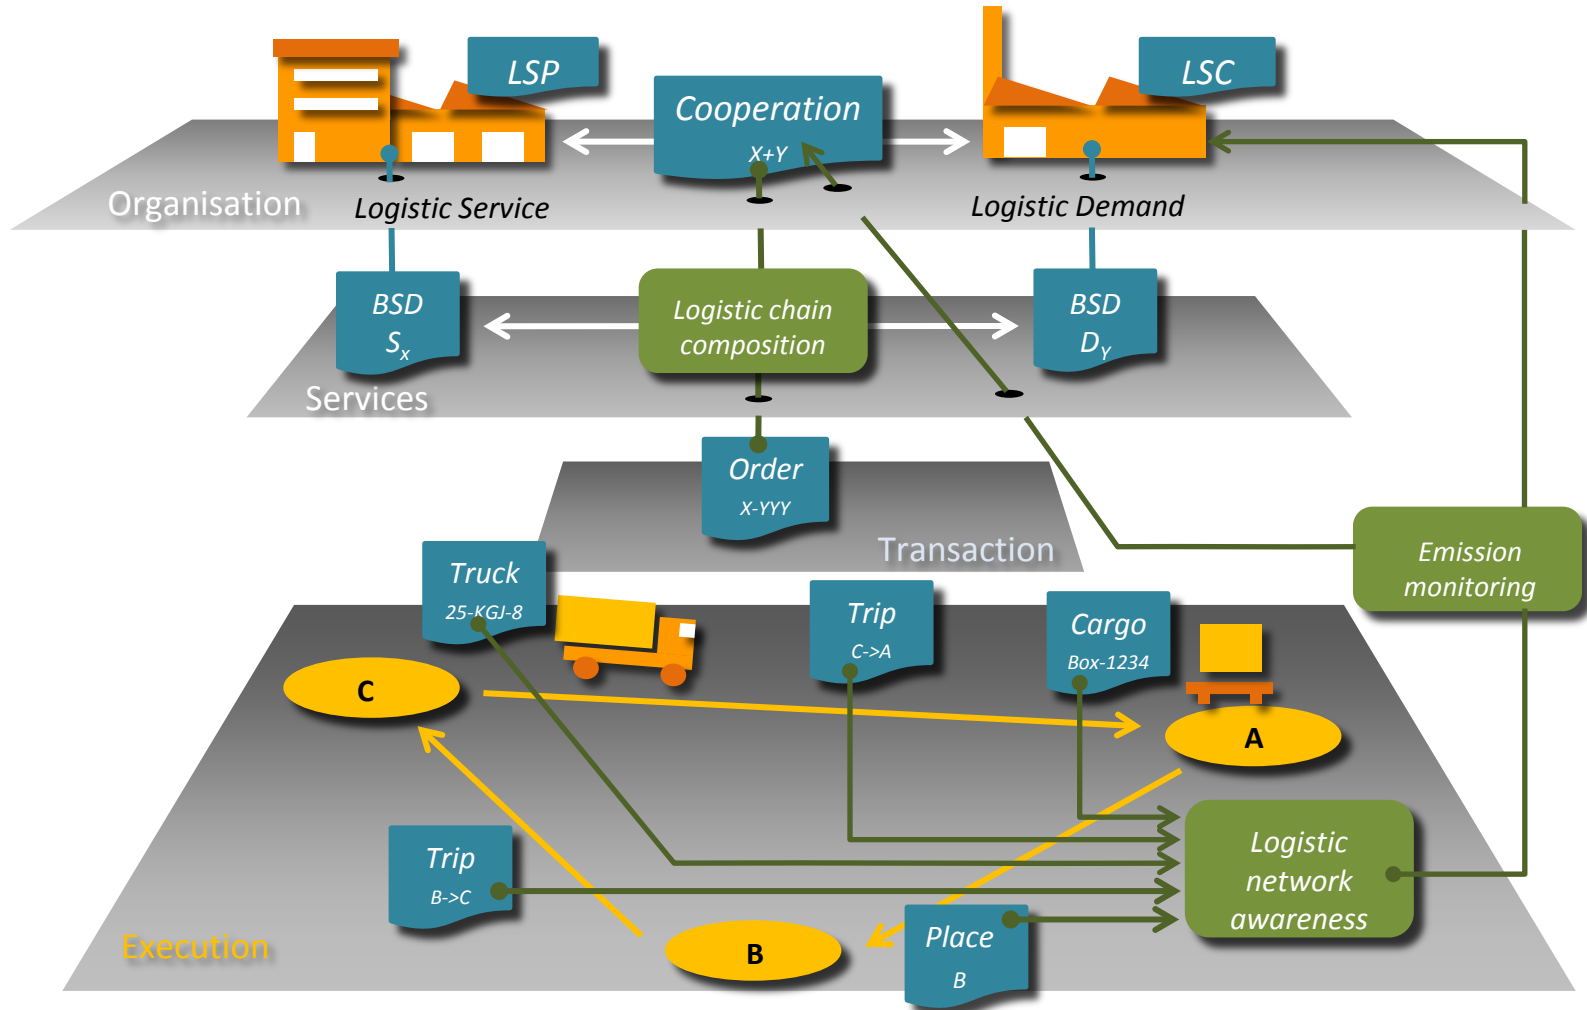 LSP
LSC
Cooperation
X+Y
Organisation
Logistic Service
Logistic Demand
BSD
Sx
Logistic chain
composition
BSD
DY
Services
Order
X-YYY
Transaction
Emission
monitoring
Truck
25-KGJ-8
Trip
C->A
Cargo
Box-1234
C
A
Trip
B->C
Logistic
network
awareness
Execution
B
Place
B